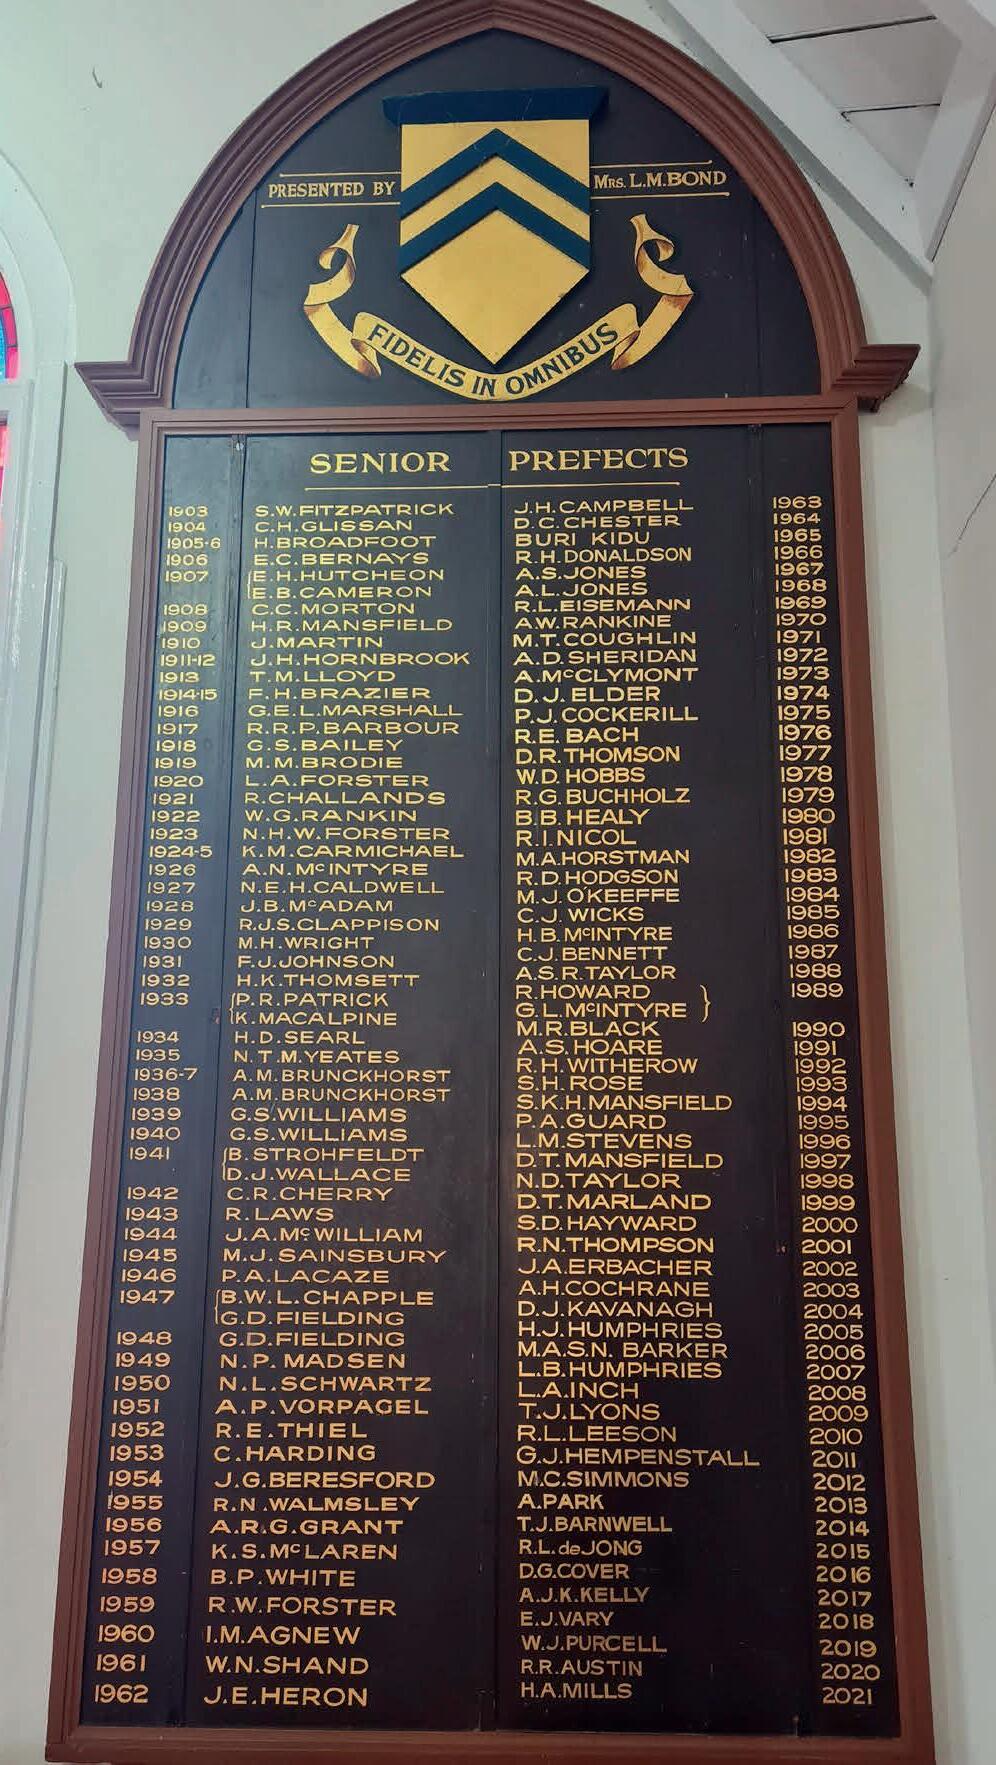 PRESENTED BY MRS. L.M.BOND
FIDELIS IN OMNIBUS
SENIOR PREFECTS
1903 S.W.FITZPATRICK
1904 C.H.GLISSAN
1905-6 H.BROADFOOT
1906 E.C.BERNAYS
1907 E.H.HUTCHEON
E.B.CAMERON
1908 C.C.MORTON
1909 H.R.MANSFIELD
1910 J.MARTIN
1911-12 J.H.HORNBROOK
1913 T.M.LLOYD
1914-15 F.H.BRAZIER
1916 G.E.L.MARSHALL
1917 R.R.P.BARBOUR
1918 G.S.BAILEY
1919 M.M.BRODIE
1920 L.A.FORSTER
1921 R.CHALLANDS
1922 W.G.RANKIN
1923 N.H.W.FORSTER
1924-5 K.M.CARMICHAEL
1926 A.N.McINTYRE
1927 N.E.H.CALDWELL
1928 J.B.McADAM
1929 R.J.S.CLAPPISON
1930 M.H.WRIGHT
1931 F.J.JOHNSON
1932 H.K.THOMSETT
1933 P.R.PATRICK
K.MACALPINE
1934 H.D.SEARL
1935 N.T.M.YEATES
1936-7 A.M.BRUNCKHORST
1938 A.M.BRUNCKHORST
1939 G.S.WILLIAMS
1940 G.S.WILLIAMS
1941 B.STROHFELDT
D.J.WALLACE
1942 C.R.CHERRY
1943 R.LAWS
1944 J.A.McWILLIAM
1945 M.J.SAINSBURY
1946 P.A.LACAZE
1947 B.W.L.CHAPPLE
G.D.FIELDING
1948 G.D.FIELDING
1949 N.P.MADSEN
1950 N.L.SCHWARTZ
1951 A.P.VORPAGEL
1952 R.E.THIEL
1953 C.HARDING
1954 J.G.BERESFORD
1955 R.N.WALMSLEY
1956 A.R.G.GRANT
1957 K.S.McLAREN
1958 B.P.WHITE
1959 R.W.FORSTER
1960 I.M.AGNEW
1961 W.N.SHAND
1962 J.E.HERON
J.H.CAMPBELL 1963
D.C.CHESTER 1964
BURI KIDU 1965
R.H.DONALDSON 1966
A.S.JONES 1967
A.L.JONES 1968
R.L.EISEMANN 1969
A.W.RANKINE 1970
M.T.COUGHLIN 1971
A.D.SHERIDAN 1972
A.McCLYMONT 1973
D.J.ELDER 1974
P.J.COCKERILL 1975
R.E.BACH 1976
D.R.THOMSON 1977
W.D.HOBBS 1978
R.G.BUCHHOLZ 1979
B.B.HEALY 1980
R.I.NICOL 1981
M.A.HORSTMAN 1982
R.D.HODGSON 1983
M.J.O'KEEFFE 1984
C.J.WICKS 1985
H.B.McINTYRE 1986
C.J.BENNETT 1987
A.S.R.TAYLOR 1988
R.HOWARD 1989
G.L.McINTYRE
M.R.BLACK 1990
A.S.HOARE 1991
R.H.WITHEROW 1992
S.H.ROSE 1993
S.K.H.MANSFIELD 1994
P.A.GUARD 1995
L.M.STEVENS 1996
D.T.MANSFIELD 1997
N.D.TAYLOR 1998
D.T.MARLAND 1999
S.D.HAYWARD 2000
R.N.THOMPSON 2001
J.A.ERBACHER 2002
A.H.COCHRANE 2003
D.J.KAVANAGH 2004
H.J.HUMPHRIES 2005
M.A.S.N. BARKER 2006
L.B.HUMPHRIES 2007
L.A.INCH 2008
T.J.LYONS 2009
R.L.LEESON 2010
G.J.HEMPENSTALL 2011
M.C.SIMMONS 2012
A.PARK 2013
T.J.BARNWELL 2014
R.L.deJONG 2015
D.G.COVER 2016
A.J.K.KELLY 2017
E.J.VARY 2018
W.J.PURCELL 2019
R.R.AUSTIN 2020
H.A.MILLS 2021